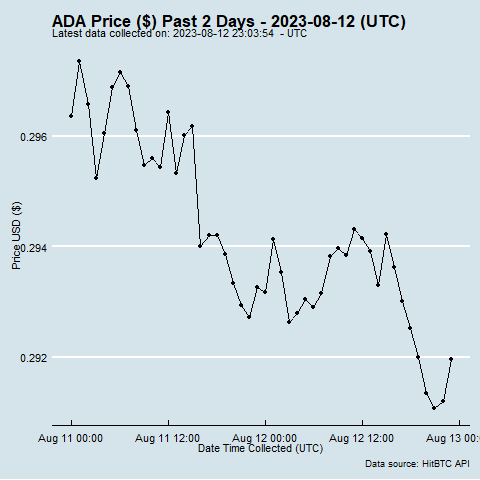 ADA Price ($) Past 2 Days - 2023-08-12 (UTC)
Latest data collected on: 2023-08-12 23:03:54 - UTC
0.296
0.294
0.292
Price USD ($)
Aug 11 00:00 Aug 11 12:00 Aug 12 00:00 Aug 12 12:00 Aug 13 00:
Date Time Collected (UTC)
Data source: HitBTC API